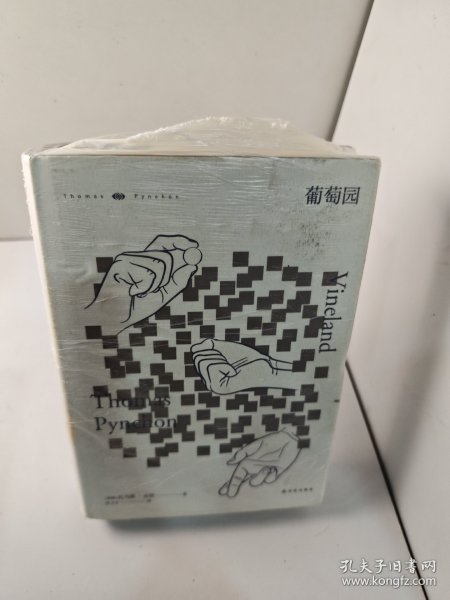 Thomas Pynchon
葡萄园
Vineland
Thomas
Pynchon
孔夫子旧书网
www.kongfz.com